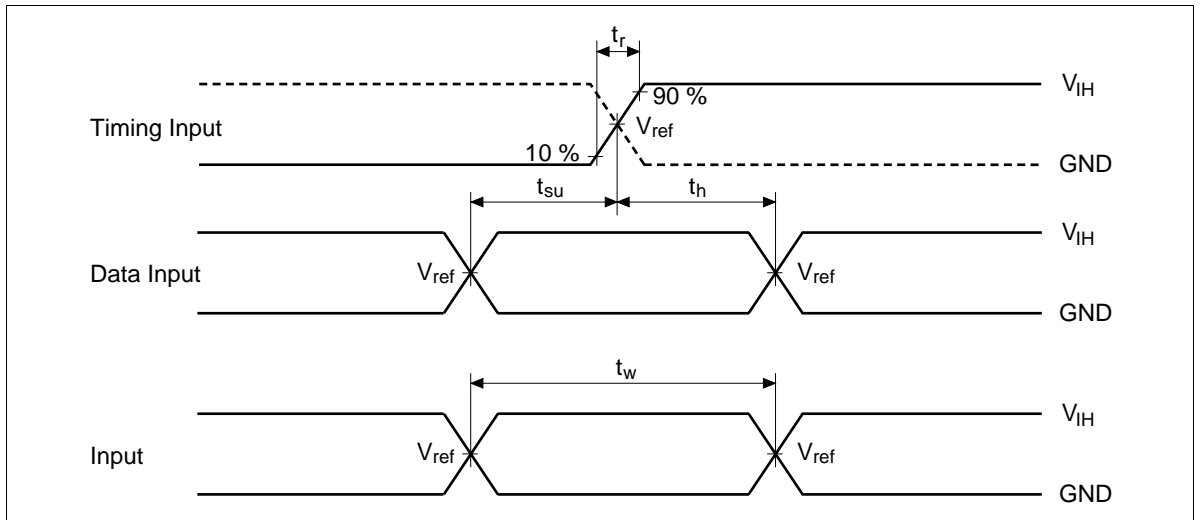 tr
VIH
90 %
Timing Input
Vref
10 %
GND
tsu
th
VIH
Data Input
Vref
Vref
GND
tw
VIH
Input
Vref
Vref
GND